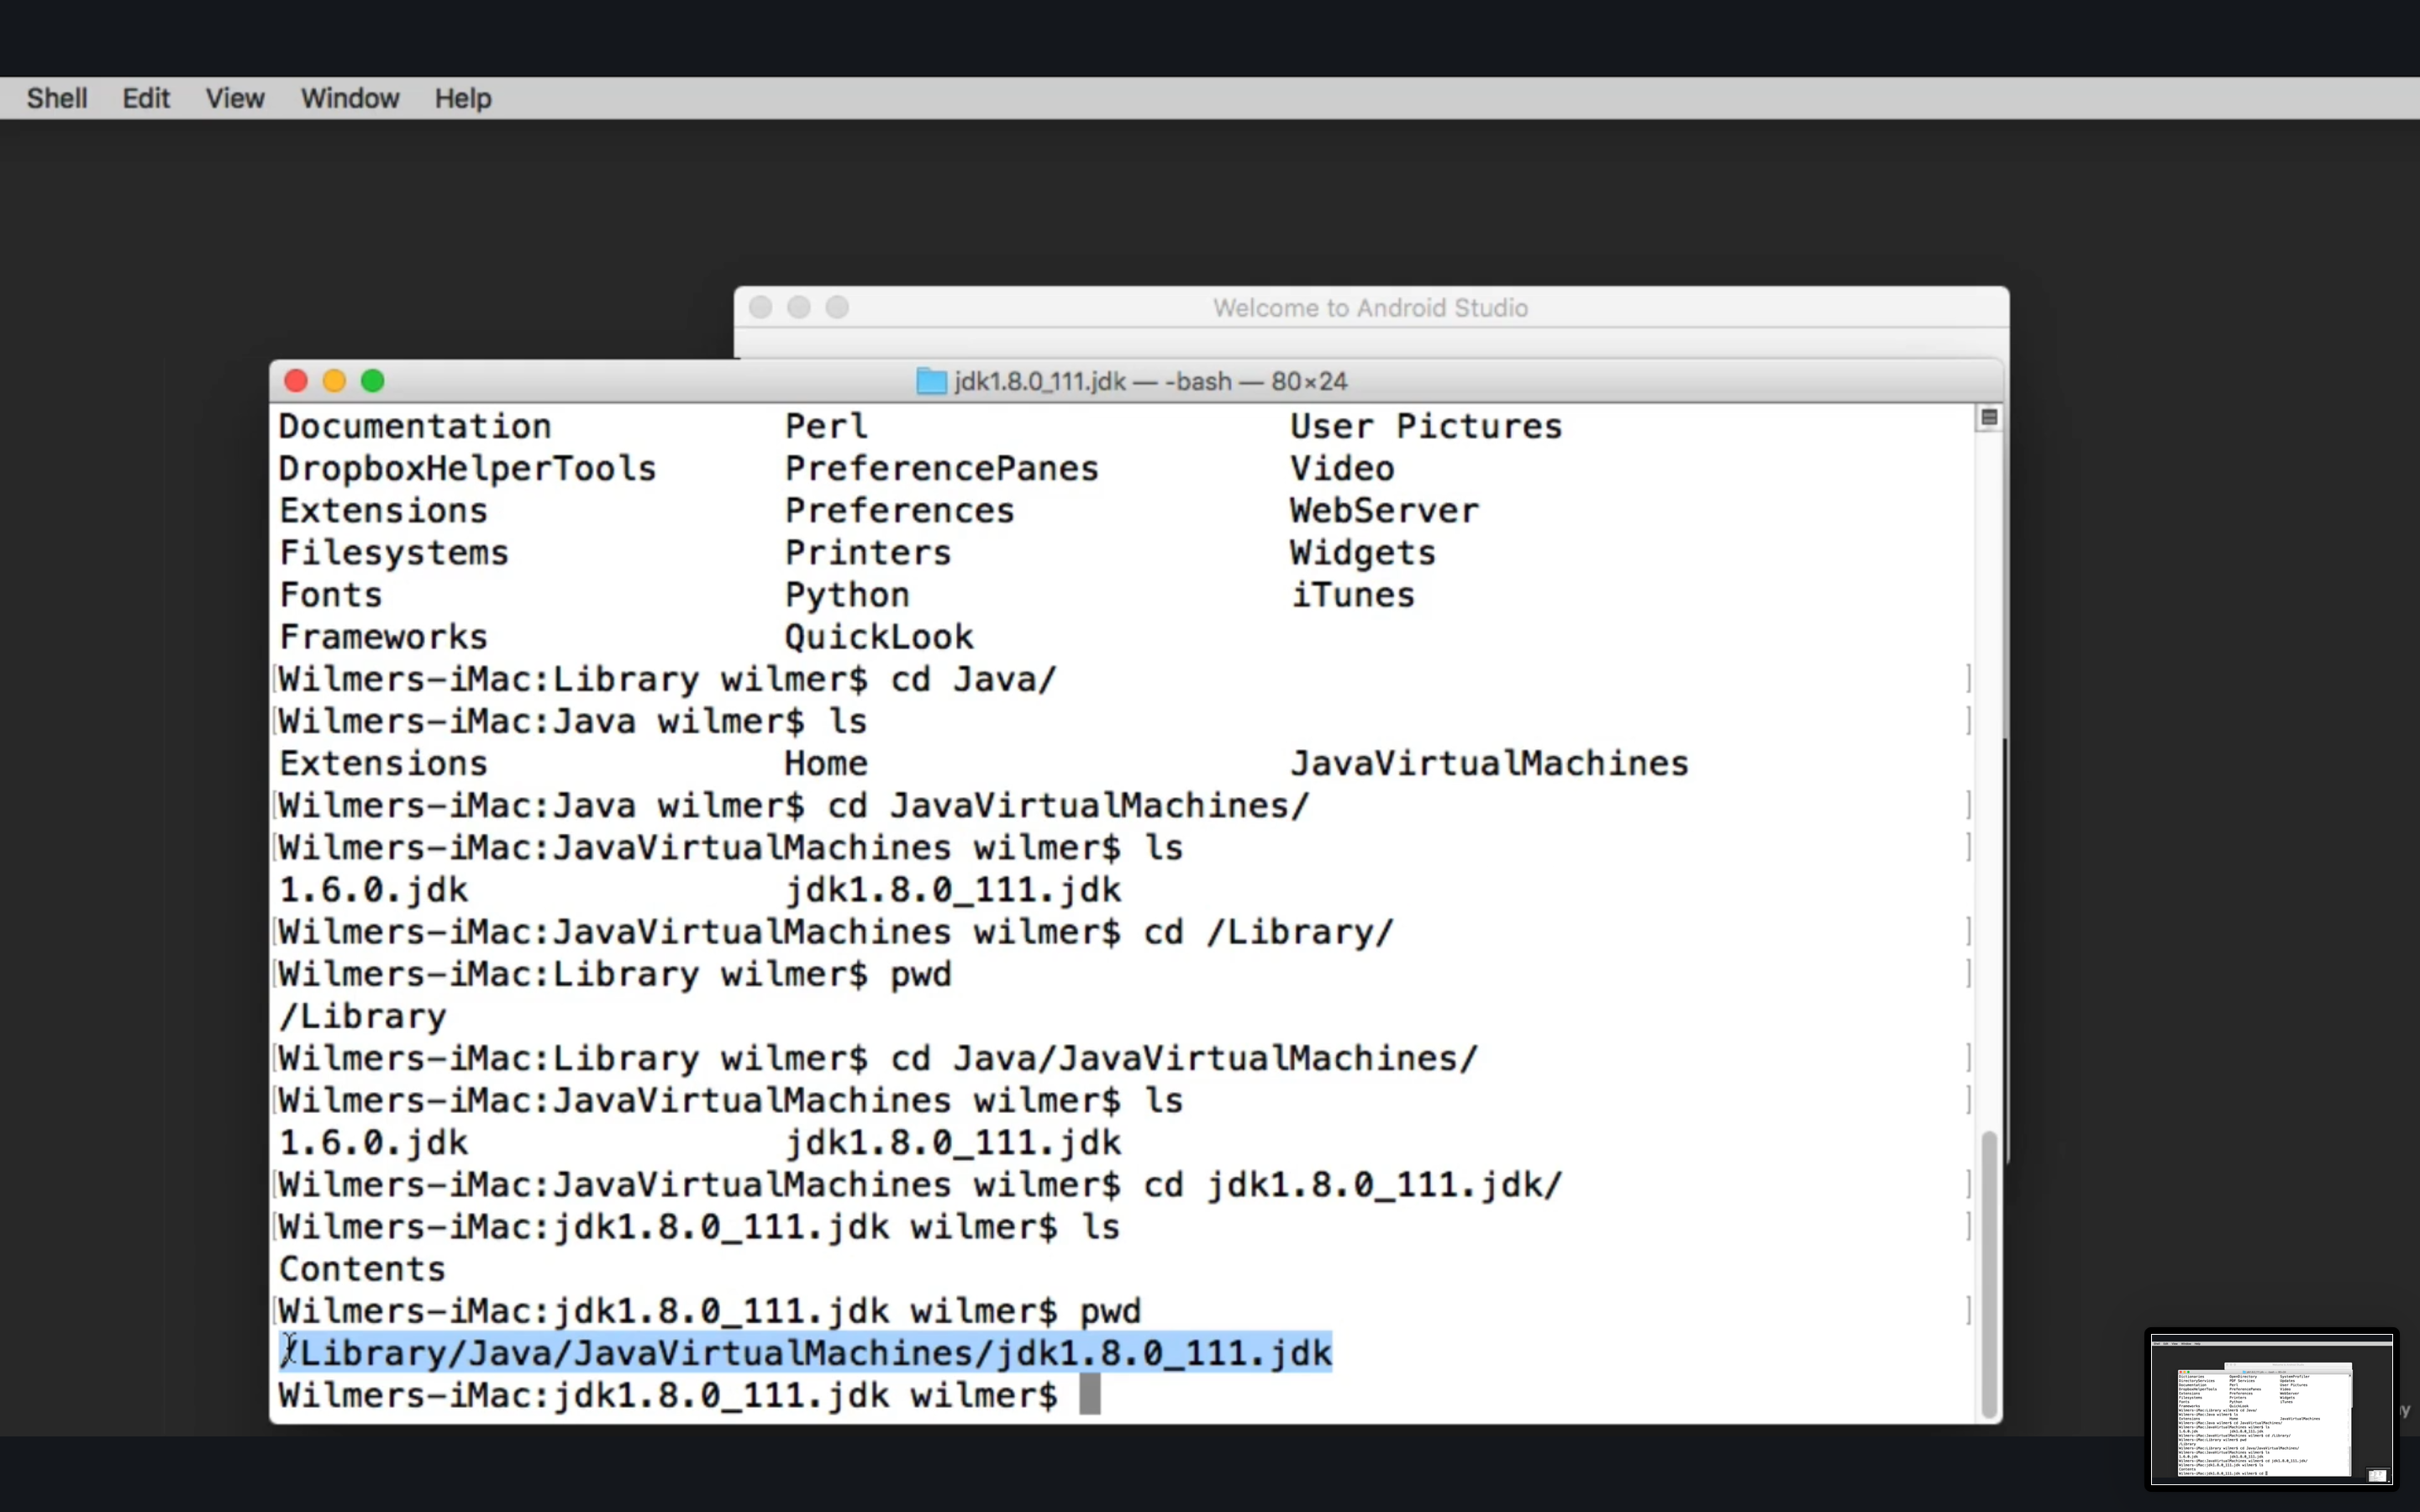 Shell Edit View Window Help
Welcome to Android Studio
jdk1.8.0_111.jdk — -bash — 80×24
Documentation Perl User Pictures
DropboxHelperTools PreferencePanes Video
Extensions Preferences WebServer
Filesystems Printers Widgets
Fonts Python iTunes
Frameworks QuickLook
[Wilmers-iMac:Library wilmer$ cd Java/ ]
[Wilmers-iMac:Java wilmer$ ls ]
Extensions Home JavaVirtualMachines
[Wilmers-iMac:Java wilmer$ cd JavaVirtualMachines/ ]
[Wilmers-iMac:JavaVirtualMachines wilmer$ ls ]
1.6.0.jdk jdk1.8.0_111.jdk
[Wilmers-iMac:JavaVirtualMachines wilmer$ cd /Library/ ]
[Wilmers-iMac:Library wilmer$ pwd ]
/Library
[Wilmers-iMac:Library wilmer$ cd Java/JavaVirtualMachines/ ]
[Wilmers-iMac:JavaVirtualMachines wilmer$ ls ]
1.6.0.jdk jdk1.8.0_111.jdk
[Wilmers-iMac:JavaVirtualMachines wilmer$ cd jdk1.8.0_111.jdk/ ]
[Wilmers-iMac:jdk1.8.0_111.jdk wilmer$ ls ]
Contents
[Wilmers-iMac:jdk1.8.0_111.jdk wilmer$ pwd ]
/Library/Java/JavaVirtualMachines/jdk1.8.0_111.jdk
Wilmers-iMac:jdk1.8.0_111.jdk wilmer$